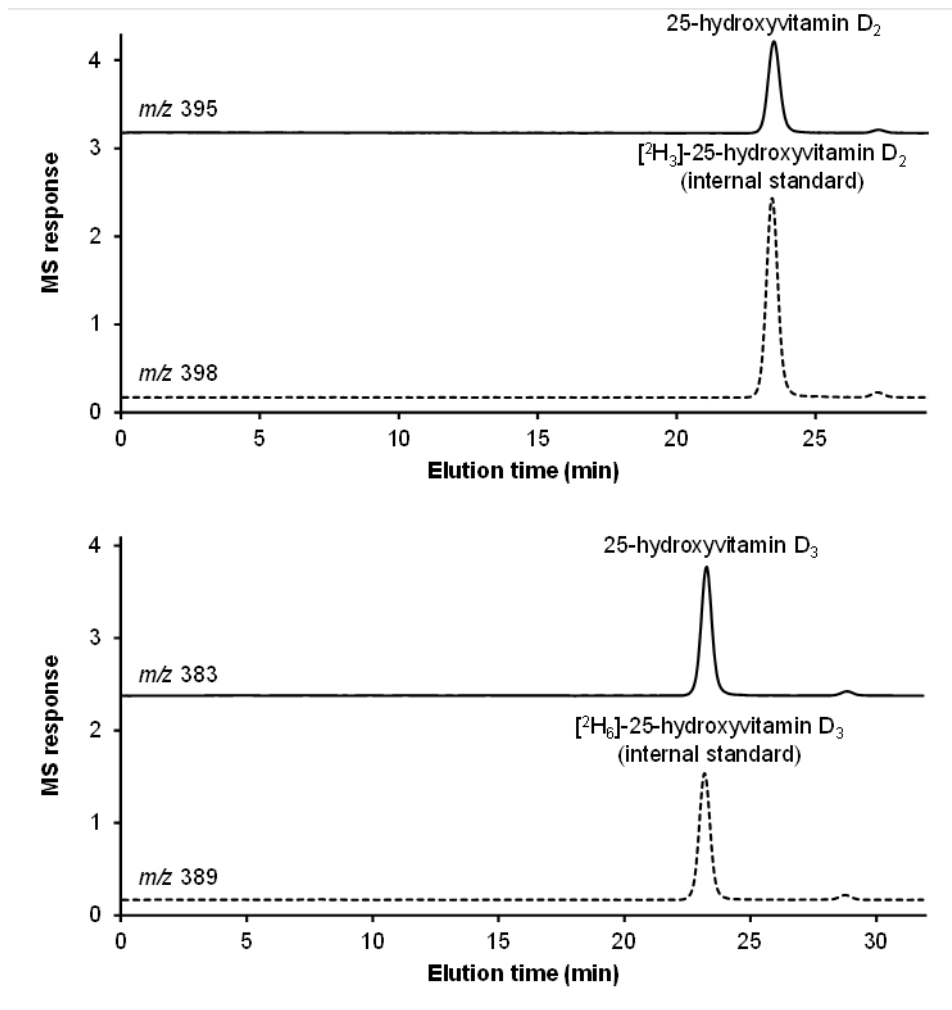 25-hydroxyvitamin D₂
4
m/z 395
3
[²H₃]-25-hydroxyvitamin D₂
(internal standard)
2
MS response
1
m/z 398
0
0 5 10 15 20 25
Elution time (min)
25-hydroxyvitamin D₃
4
3
m/z 383
[²H₆]-25-hydroxyvitamin D₃
(internal standard)
2
MS response
1
m/z 389
0
0 5 10 15 20 25 30
Elution time (min)